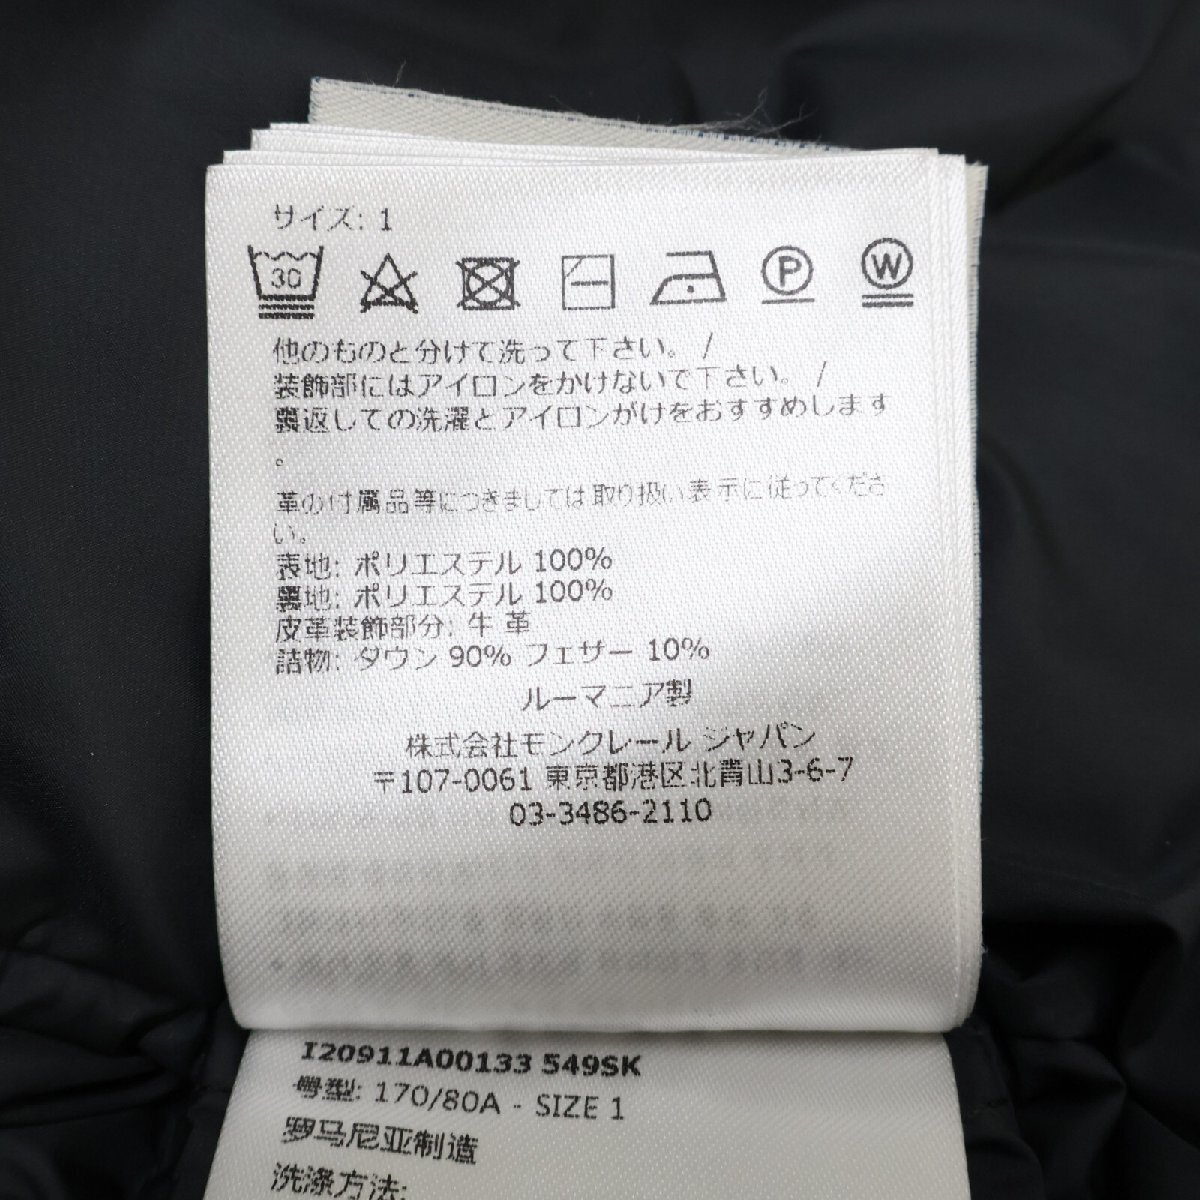 サイズ: 1
30
P
W
他のものと分けて洗って下さい。 /
装飾部にはアイロンをかけないで下さい。 /
裏返しての洗濯とアイロンがけをおすすめします
。
革の付属品等につきましては取り扱い表示に従ってくださ
い。
表地: ポリエステル 100%
裏地: ポリエステル 100%
皮革装飾部分: 牛 革
詰物: ダウン 90% フェザー 10%
ルーマニア製
株式会社モンクレール ジャパン
〒107-0061 東京都港区北青山3-6-7
03-3486-2110
I20911A00133 549SK
号型: 170/80A - SIZE 1
罗马尼亚制造
洗涤方法: